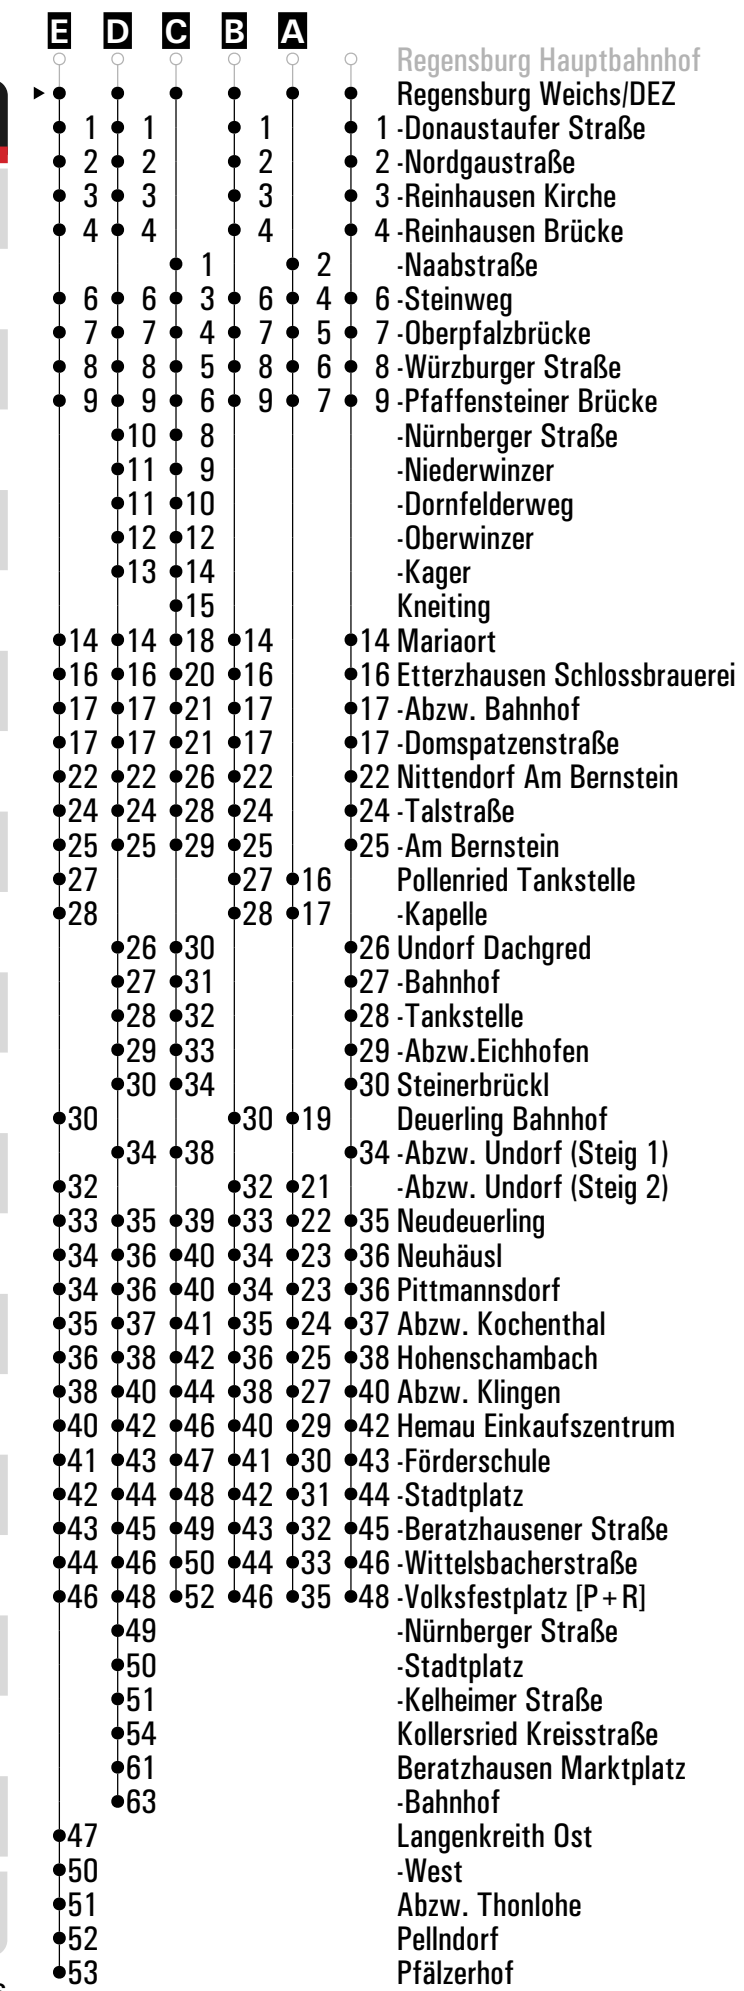 E D C B A
Regensburg Hauptbahnhof
Regensburg Weichs/DEZ
1 1 1 1 -Donaustaufer Straße
2 2 2 2 -Nordgaustraße
3 3 3 3 -Reinhausen Kirche
4 4 4 4 -Reinhausen Brücke
1 2 -Naabstraße
6 6 3 6 4 6 -Steinweg
7 7 4 7 5 7 -Oberpfalzbrücke
8 8 5 8 6 8 -Würzburger Straße
9 9 6 9 7 9 -Pfaffensteiner Brücke
10 8 -Nürnberger Straße
11 9 -Niederwinzer
11 10 -Dornfelderweg
12 12 -Oberwinzer
13 14 -Kager
15 Kneiting
14 14 18 14 14 Mariaort
16 16 20 16 16 Etterzhausen Schlossbrauerei
17 17 21 17 17 -Abzw. Bahnhof
17 17 21 17 17 -Domspatzenstraße
22 22 26 22 22 Nittendorf Am Bernstein
24 24 28 24 24 -Talstraße
25 25 29 25 25 -Am Bernstein
27 27 16 Pollenried Tankstelle
28 28 17 -Kapelle
26 30 26 Undorf Dachgred
27 31 27 -Bahnhof
28 32 28 -Tankstelle
29 33 29 -Abzw.Eichhofen
30 34 30 Steinerbrückl
30 30 19 Deuerling Bahnhof
34 38 34 -Abzw. Undorf (Steig 1)
32 32 21 -Abzw. Undorf (Steig 2)
33 35 39 33 22 35 Neudeuerling
34 36 40 34 23 36 Neuhäusl
34 36 40 34 23 36 Pittmannsdorf
35 37 41 35 24 37 Abzw. Kochenthal
36 38 42 36 25 38 Hohenschambach
38 40 44 38 27 40 Abzw. Klingen
40 42 46 40 29 42 Hemau Einkaufszentrum
41 43 47 41 30 43 -Förderschule
42 44 48 42 31 44 -Stadtplatz
43 45 49 43 32 45 -Beratzhausener Straße
44 46 50 44 33 46 -Wittelsbacherstraße
46 48 52 46 35 48 -Volksfestplatz [P+R]
49 -Nürnberger Straße
50 -Stadtplatz
51 -Kelheimer Straße
54 Kollersried Kreisstraße
61 Beratzhausen Marktplatz
63 -Bahnhof
47 Langenkreith Ost
50 -West
51 Abzw. Thonlohe
52 Pellndorf
53 Pfälzerhof